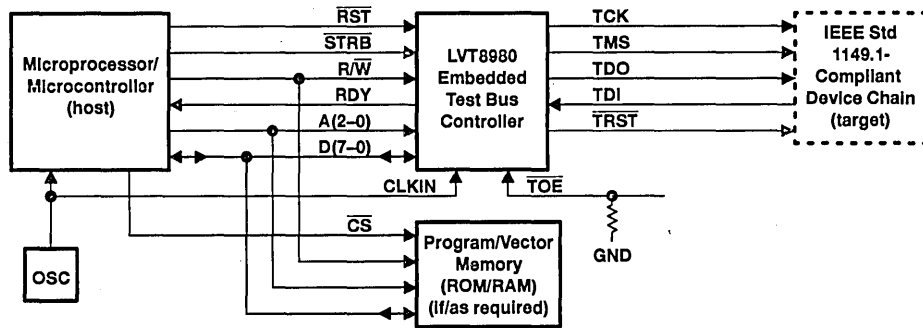 Microprocessor/
Microcontroller
(host)
RST
STRB
R/W
RDY
A(2–0)
D(7–0)
LVT8980
Embedded
Test Bus
Controller
TCK
TMS
TDO
TDI
TRST
IEEE Std
1149.1-
Compliant
Device Chain
(target)
CLKIN
TOE
OSC
CS
Program/Vector
Memory
(ROM/RAM)
(if/as required)
GND